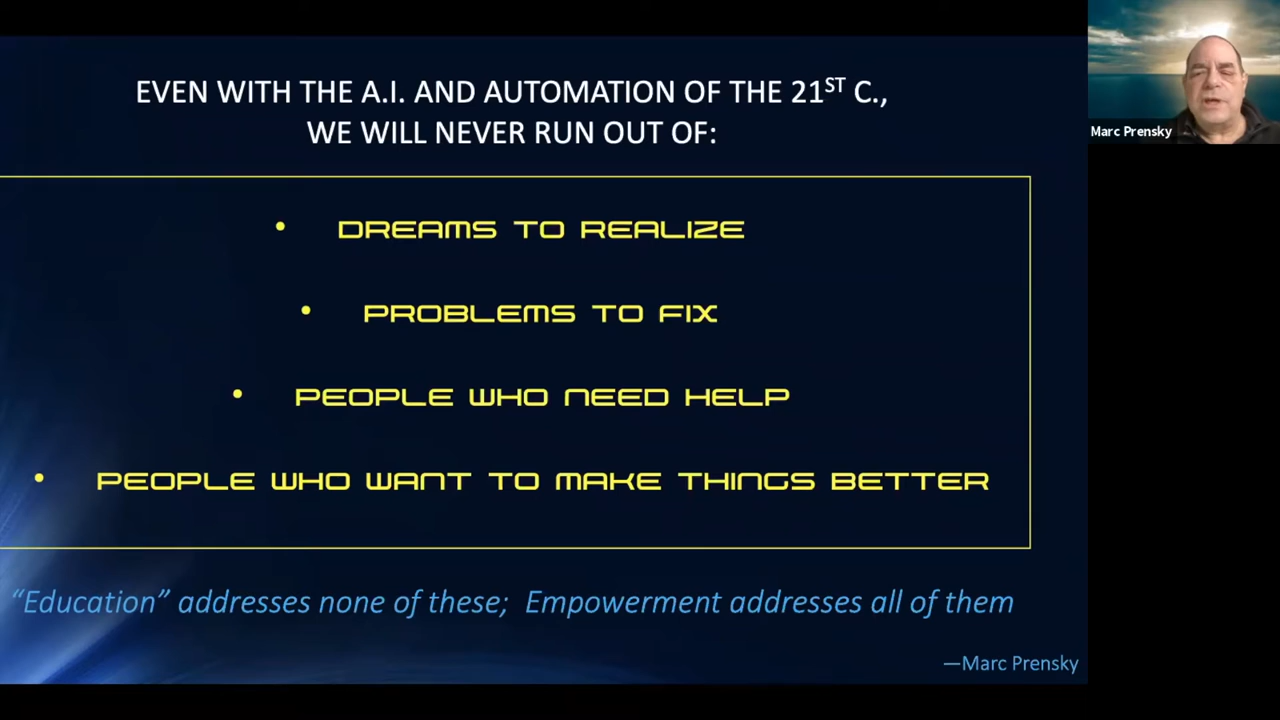 EVEN WITH THE A.I. AND AUTOMATION OF THE 21ST C.,
WE WILL NEVER RUN OUT OF:
• DREAMS TO REALIZE
• PROBLEMS TO FIX
• PEOPLE WHO NEED HELP
• PEOPLE WHO WANT TO MAKE THINGS BETTER
“Education” addresses none of these; Empowerment addresses all of them
—Marc Prensky
Marc Prensky